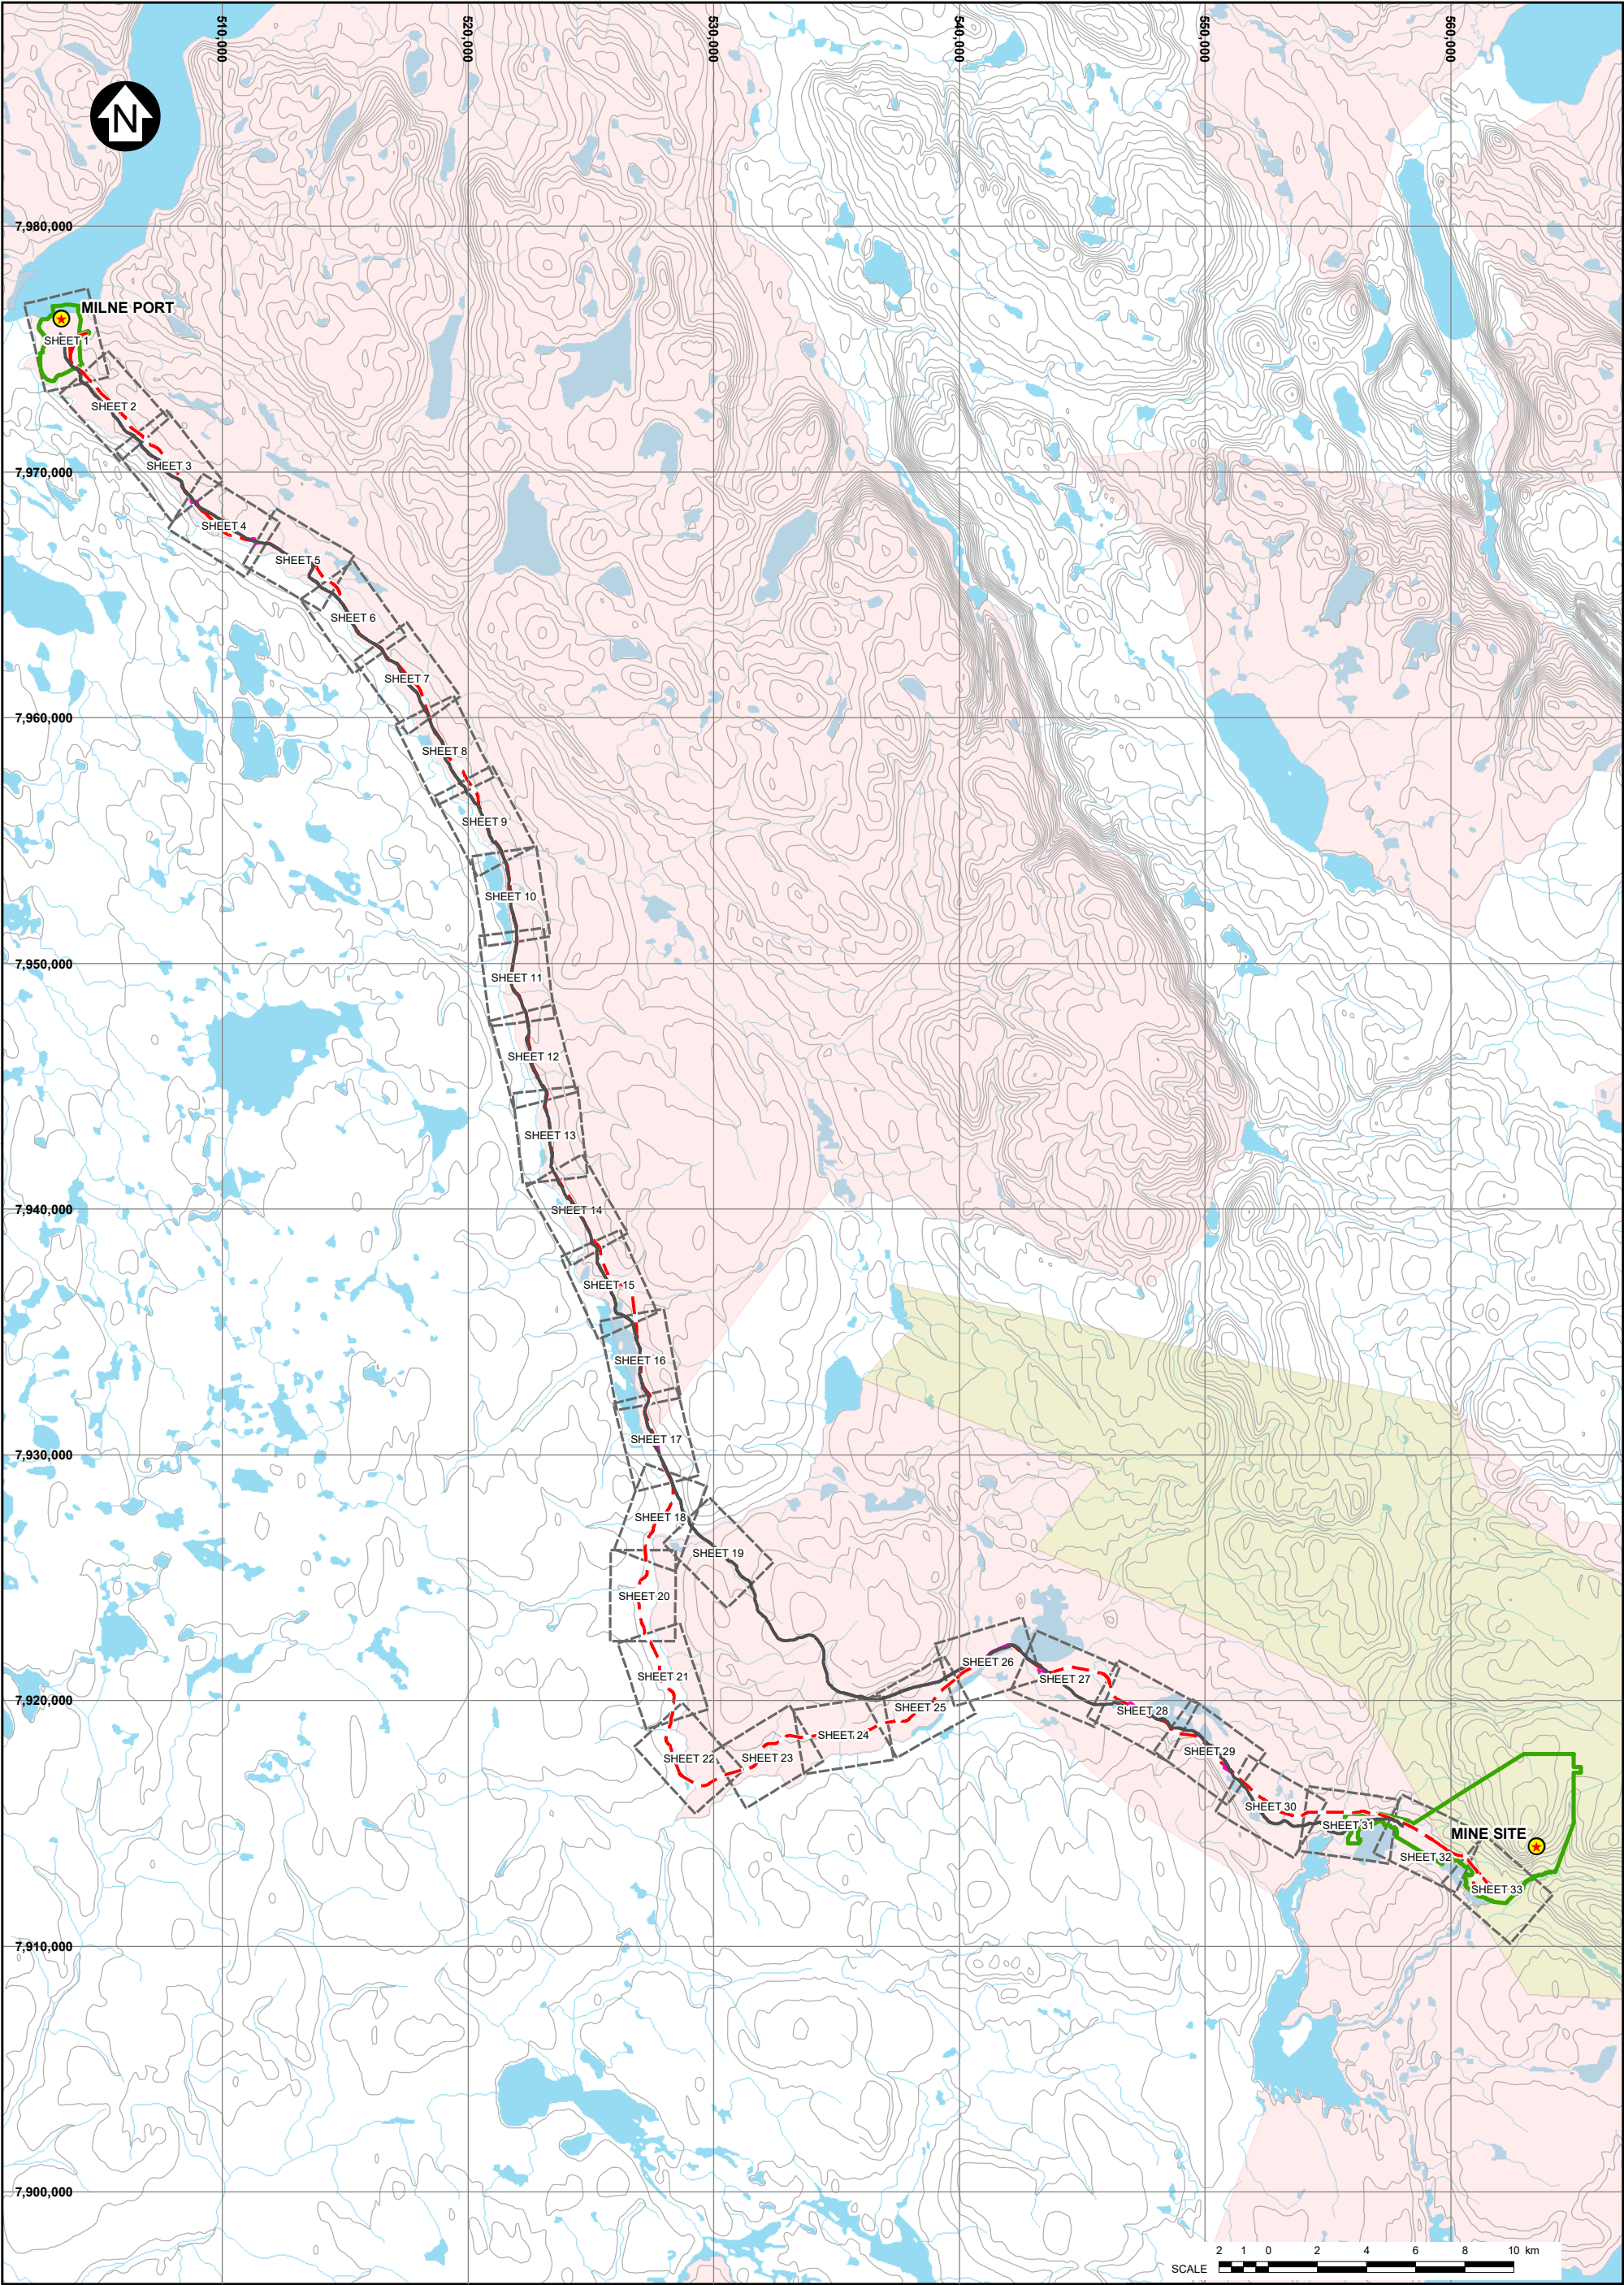 510,000
520,000
530,000
540,000
550,000
560,000
N
7,980,000
MILNE PORT
SHEET 1
SHEET 2
SHEET 3
7,970,000
SHEET 4
SHEET 5
SHEET 6
SHEET 7
7,960,000
SHEET 8
SHEET 9
SHEET 10
7,950,000
SHEET 11
SHEET 12
SHEET 13
7,940,000
SHEET 14
SHEET 15
SHEET 16
SHEET 17
7,930,000
SHEET 18
SHEET 19
SHEET 20
SHEET 21
SHEET 26
SHEET 27
7,920,000
SHEET 25
SHEET 28
SHEET 24
SHEET 22
SHEET 23
SHEET 29
SHEET 30
SHEET 31
MINE SITE
SHEET 32
SHEET 33
7,910,000
7,900,000
2 1 0 2 4 6 8 10 km
SCALE